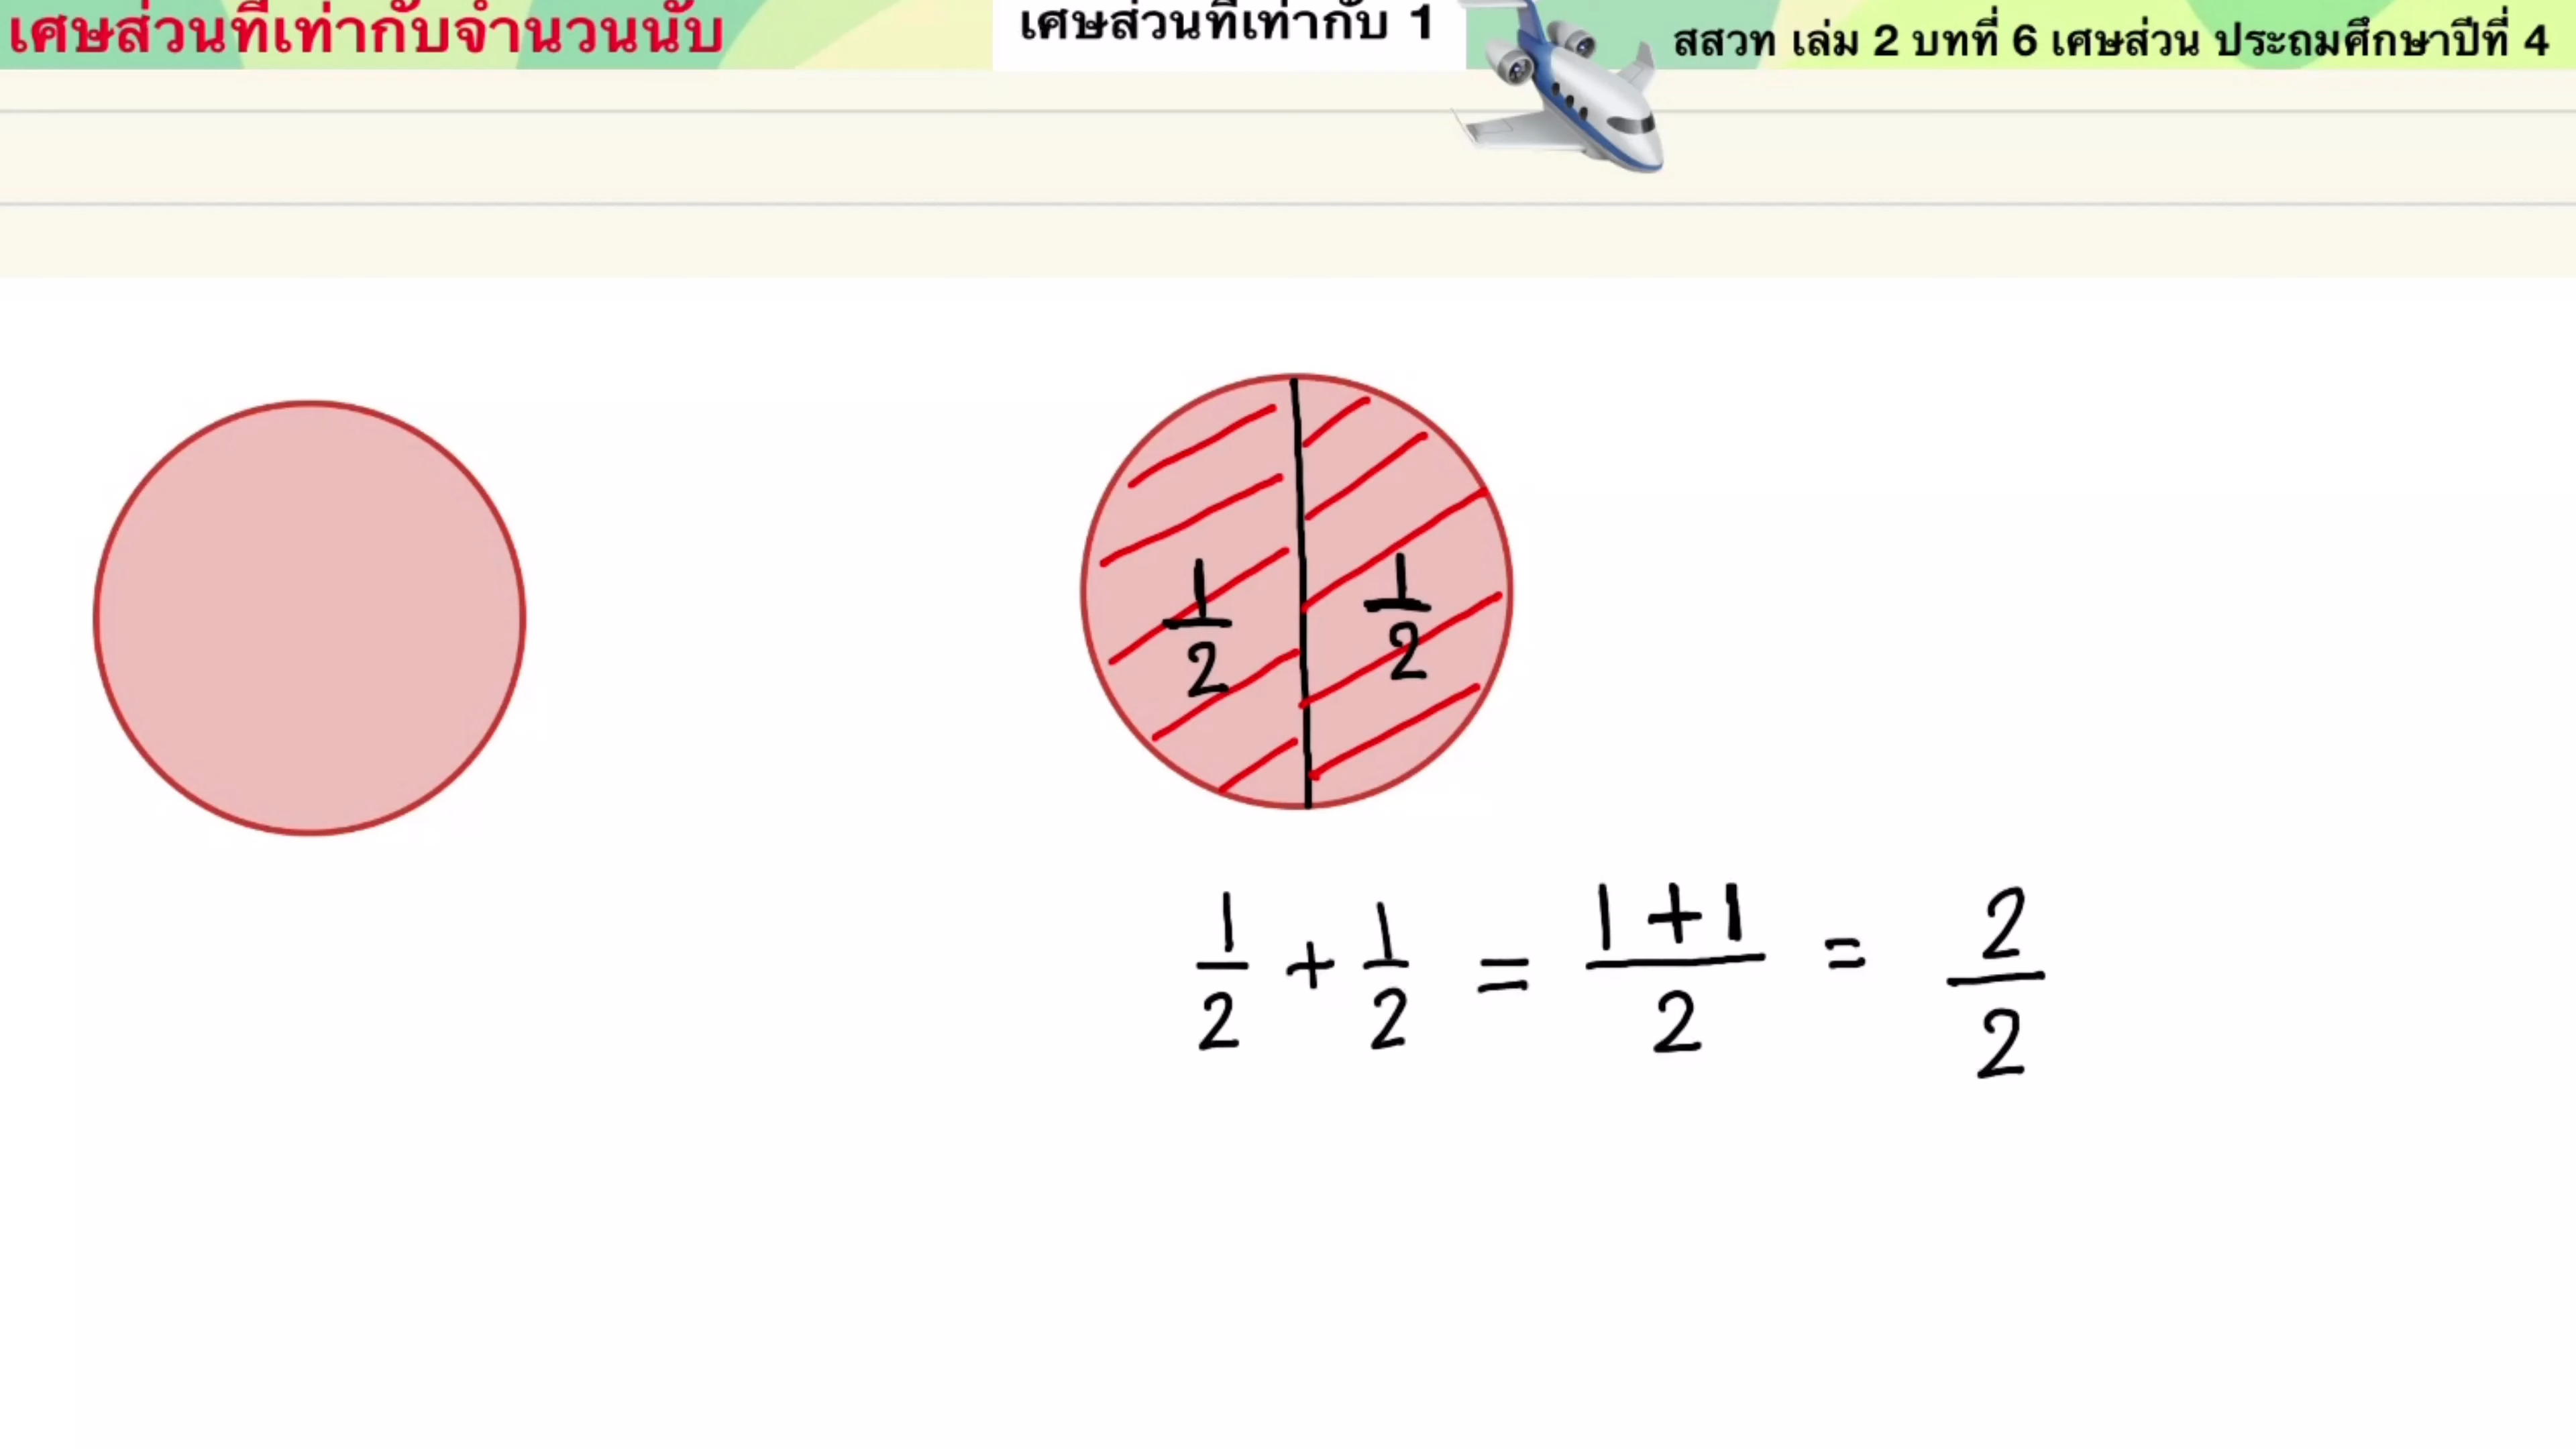 เศษส่วนที่เท่ากับจำนวนนับ
เศษส่วนที่เท่ากับ 1
สสวท เล่ม 2 บทที่ 6 เศษส่วน ประถมศึกษาปีที่ 4
1/2 1/2
1/2 + 1/2 = (1+1)/2 = 2/2